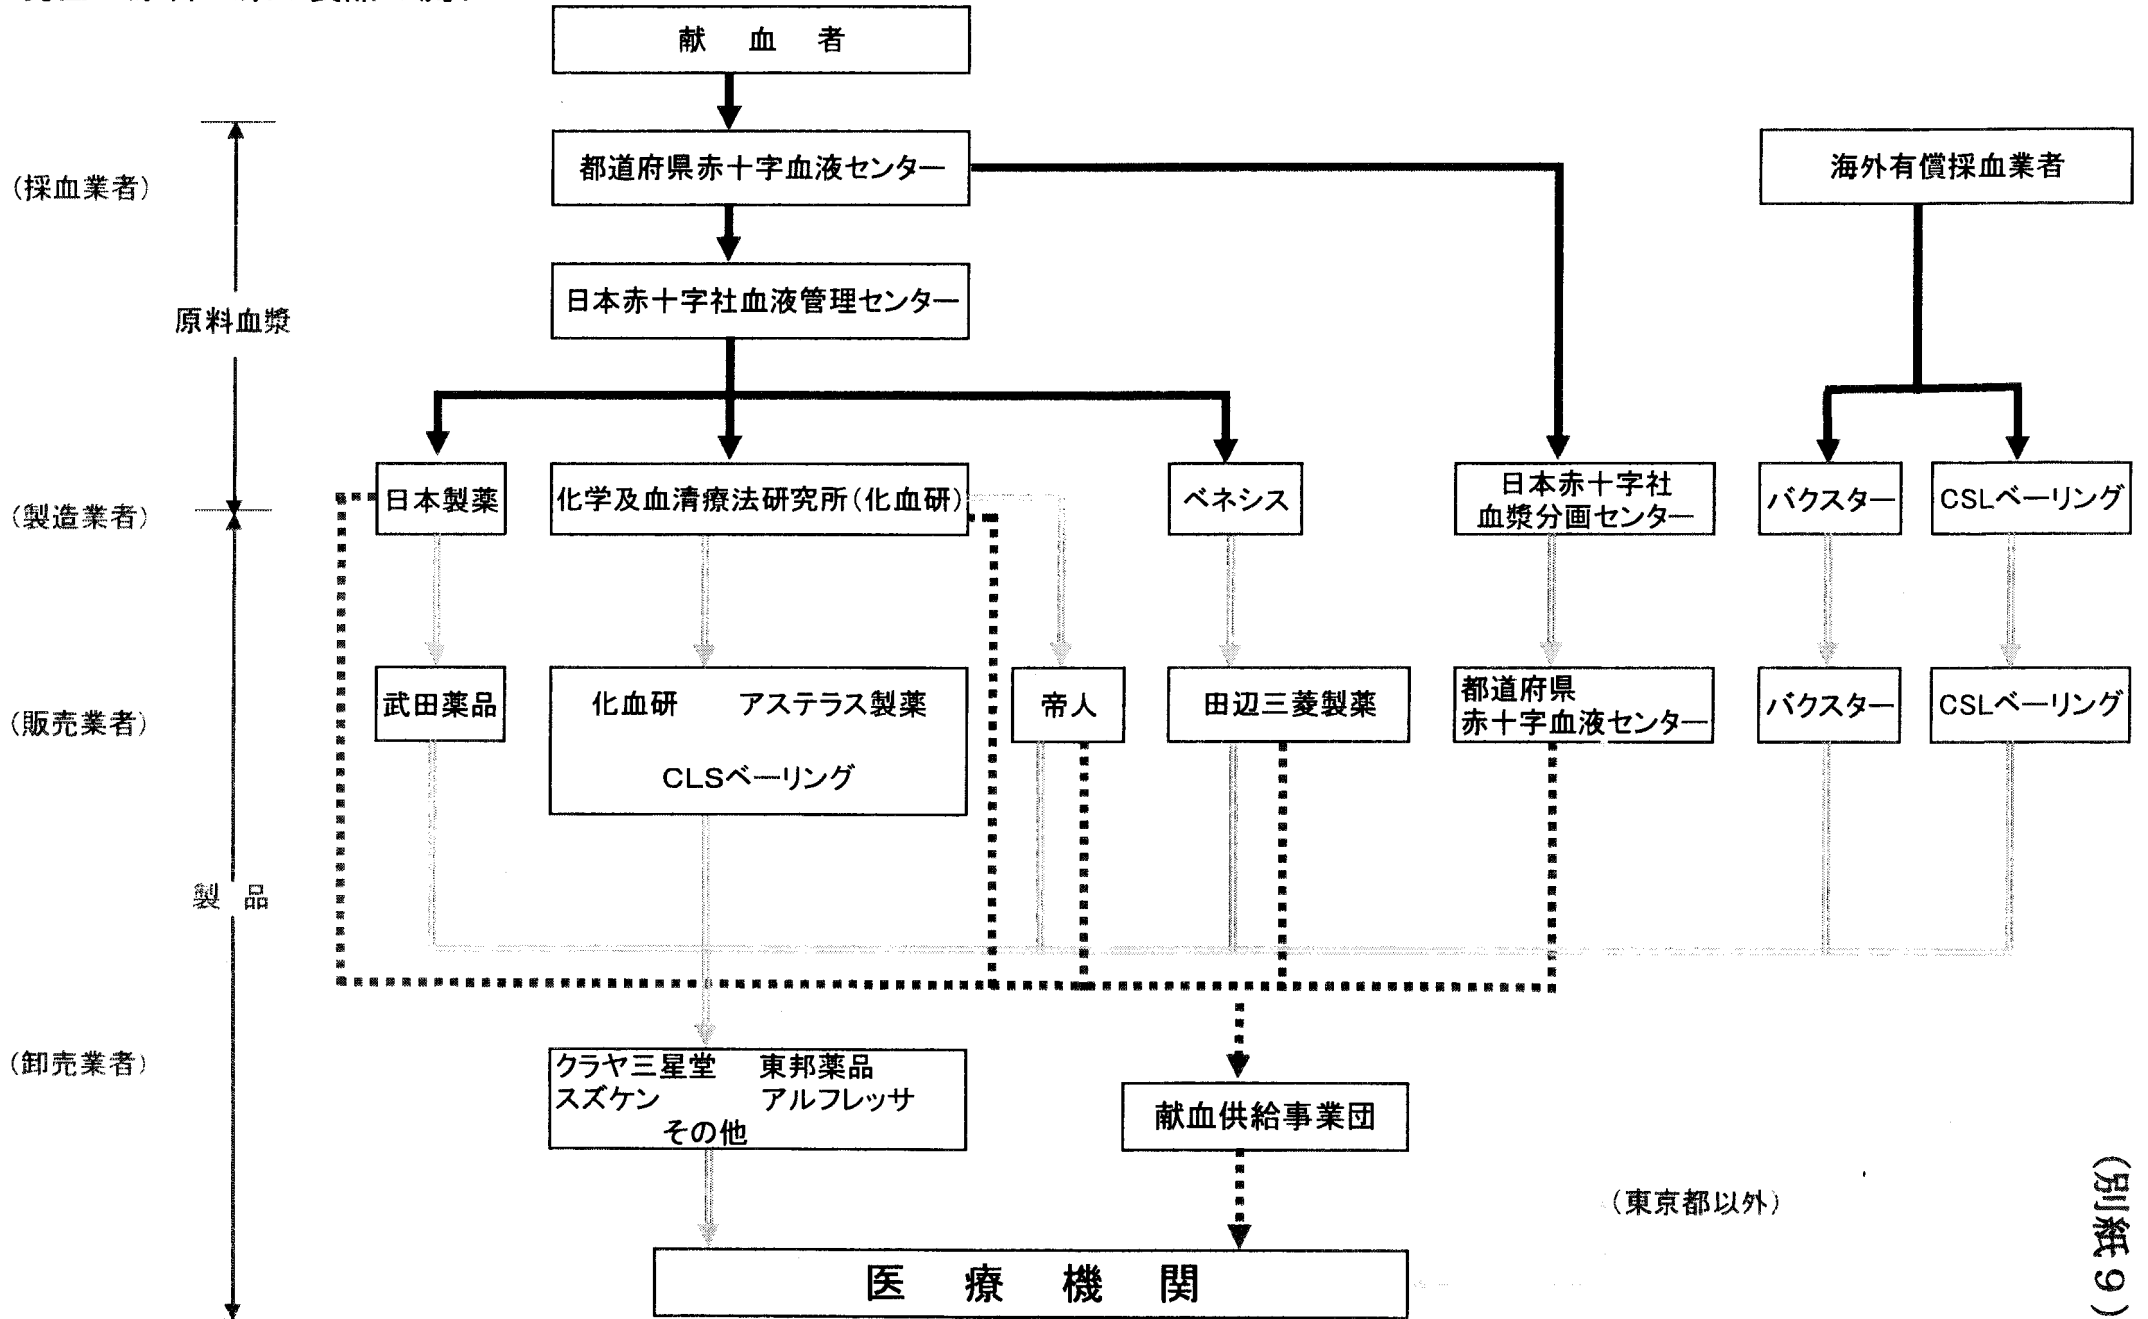 献 血 者
都道府県赤十字血液センター
海外有償採血業者
(採血業者)
日本赤十字社血液管理センター
原料血漿
日本製薬
化学及血清療法研究所(化血研)
ベネシス
日本赤十字社
血漿分画センター
バクスター
CSLベーリング
(製造業者)
武田薬品
化血研 アステラス製薬
CLSベーリング
帝人
田辺三菱製薬
都道府県
赤十字血液センター
バクスター
CSLベーリング
(販売業者)
製 品
(卸売業者)
クラヤ三星堂 東邦薬品
スズケン アルフレッサ
その他
献血供給事業団
(東京都以外)
医 療 機 関
(別紙9)